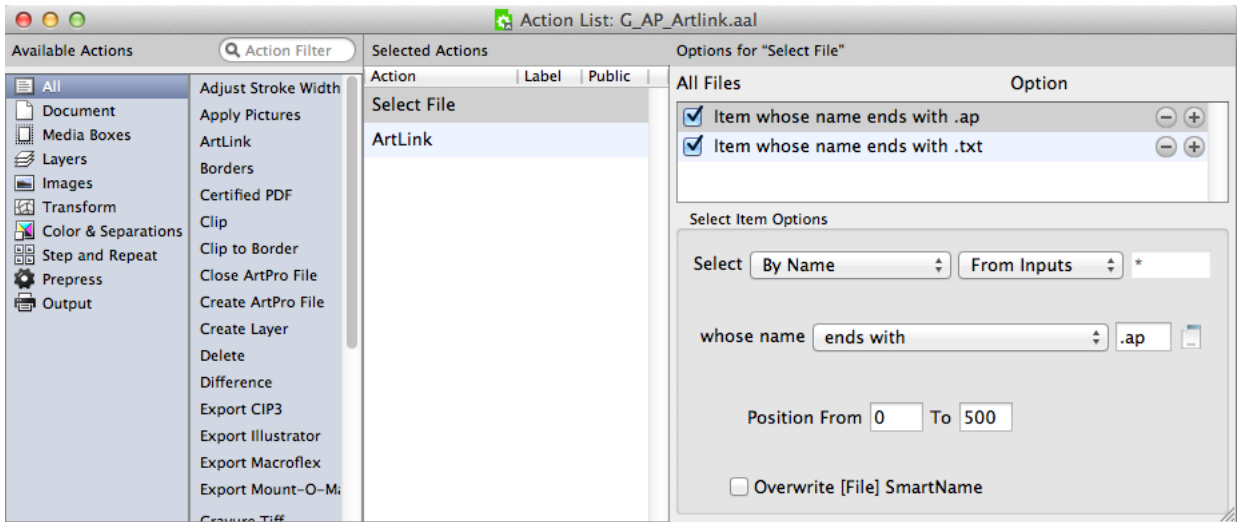 Action List: G_AP_Artlink.aal
Available Actions
Action Filter
Selected Actions
Options for “Select File”
All
Document
Media Boxes
Layers
Images
Transform
Color & Separations
Step and Repeat
Prepress
Output
Adjust Stroke Width
Apply Pictures
ArtLink
Borders
Certified PDF
Clip
Clip to Border
Close ArtPro File
Create ArtPro File
Create Layer
Delete
Difference
Export CIP3
Export Illustrator
Export Macroflex
Export Mount-O-Ma
Gravure Tiff
Action Label Public
Select File
ArtLink
All Files Option
Item whose name ends with .ap
Item whose name ends with .txt
Select Item Options
Select By Name From Inputs *
whose name ends with .ap
Position From 0 To 500
Overwrite [File] SmartName